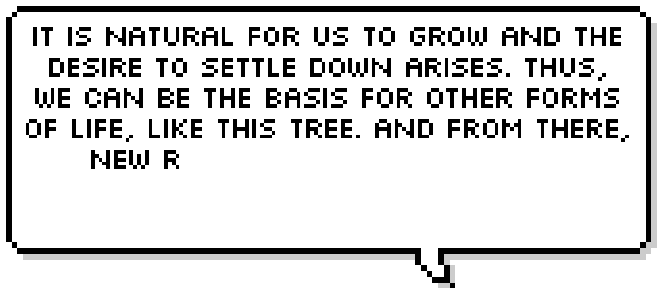 IT IS NATURAL FOR US TO GROW AND THE
DESIRE TO SETTLE DOWN ARISES. THUS,
WE CAN BE THE BASIS FOR OTHER FORMS
OF LIFE, LIKE THIS TREE. AND FROM THERE,
NEW R